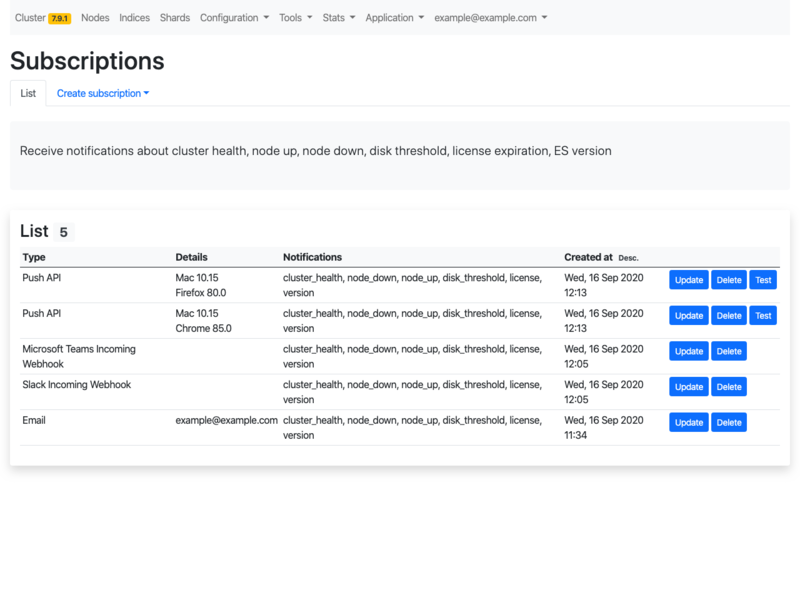 Cluster 7.9.1 Nodes Indices Shards Configuration Tools Stats Application example@example.com
Subscriptions
List Create subscription
Receive notifications about cluster health, node up, node down, disk threshold, license expiration, ES version
List 5
Type Details Notifications Created at Desc.
Push API Mac 10.15 cluster_health, node_down, node_up, disk_threshold, license, Wed, 16 Sep 2020 Update Delete Test
Firefox 80.0 version 12:13
Push API Mac 10.15 cluster_health, node_down, node_up, disk_threshold, license, Wed, 16 Sep 2020 Update Delete Test
Chrome 85.0 version 12:13
Microsoft Teams Incoming cluster_health, node_down, node_up, disk_threshold, license, Wed, 16 Sep 2020 Update Delete
Webhook version 12:05
Slack Incoming Webhook cluster_health, node_down, node_up, disk_threshold, license, Wed, 16 Sep 2020 Update Delete
version 12:05
Email example@example.com cluster_health, node_down, node_up, disk_threshold, license, Wed, 16 Sep 2020 Update Delete
version 11:34